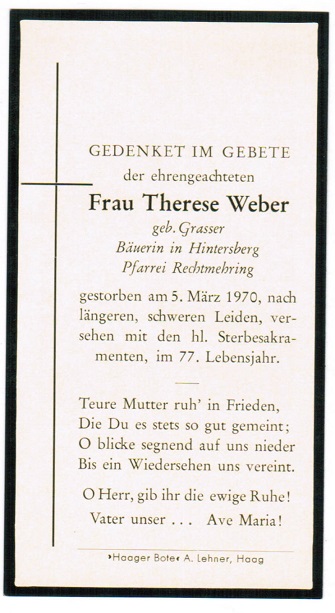 GEDENKET IM GEBETE
der ehrengeachteten
Frau Therese Weber
geb. Grasser
Bäuerin in Hintersberg
Pfarrei Rechtmehring
gestorben am 5. März 1970, nach
längeren, schweren Leiden, ver-
sehen mit den hl. Sterbesakra-
menten, im 77. Lebensjahr.
Teure Mutter ruh' in Frieden,
Die Du es stets so gut gemeint;
O blicke segnend auf uns nieder
Bis ein Wiedersehen uns vereint.
O Herr, gib ihr die ewige Ruhe!
Vater unser ... Ave Maria!
›Haager Bote‹ A. Lehner, Haag